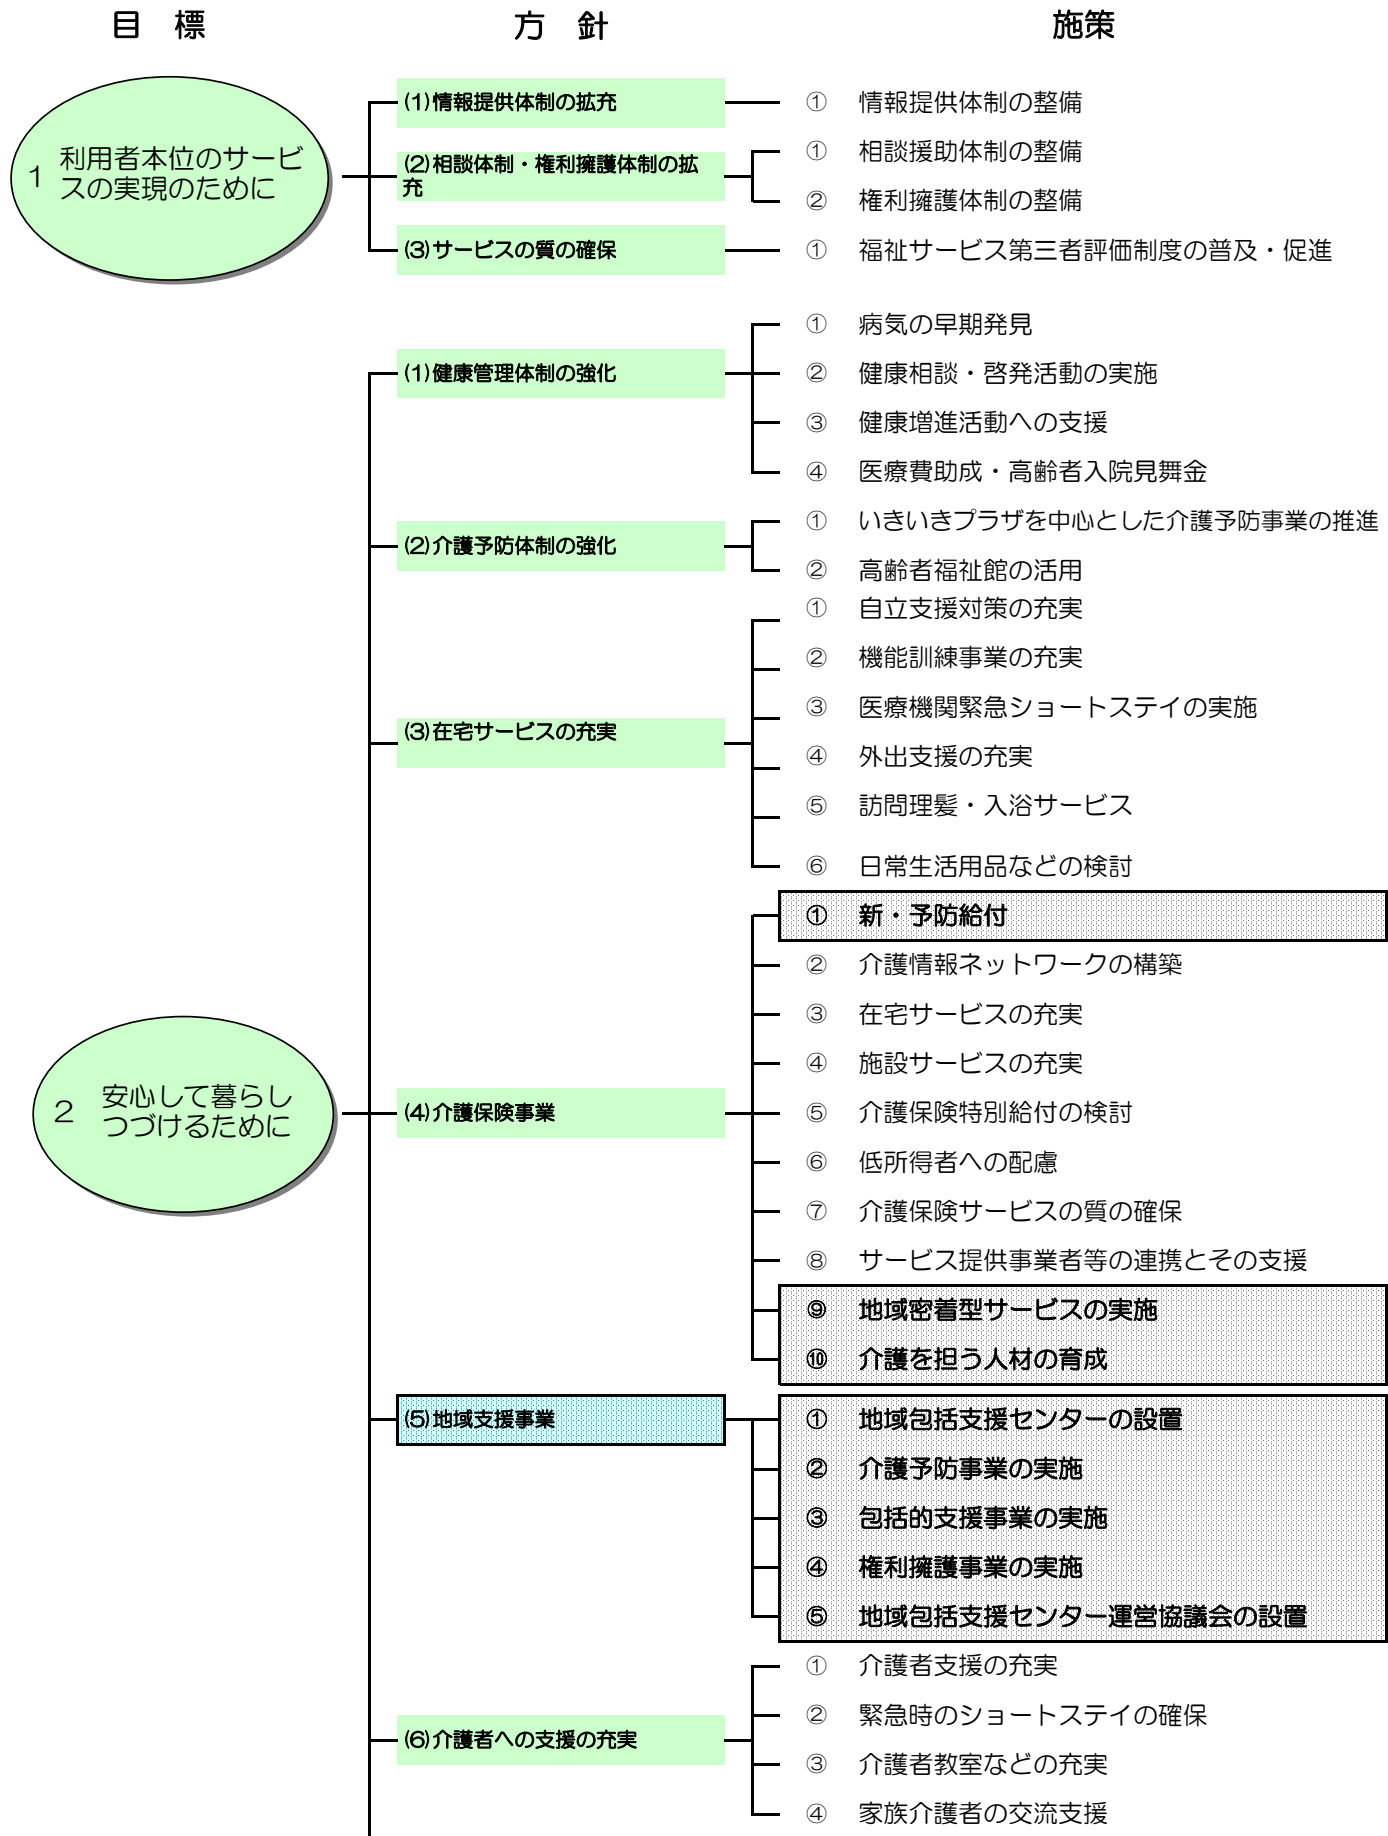 目 標 方 針 施策
1 利用者本位のサービ
スの実現のために
(1)情報提供体制の拡充
① 情報提供体制の整備
(2)相談体制・権利擁護体制の拡
充
① 相談援助体制の整備
② 権利擁護体制の整備
(3)サービスの質の確保
① 福祉サービス第三者評価制度の普及・促進
2 安心して暮らし
つづけるために
(1)健康管理体制の強化
① 病気の早期発見
② 健康相談・啓発活動の実施
③ 健康増進活動への支援
④ 医療費助成・高齢者入院見舞金
(2)介護予防体制の強化
① いきいきプラザを中心とした介護予防事業の推進
② 高齢者福祉館の活用
(3)在宅サービスの充実
① 自立支援対策の充実
② 機能訓練事業の充実
③ 医療機関緊急ショートステイの実施
④ 外出支援の充実
⑤ 訪問理髪・入浴サービス
⑥ 日常生活用品などの検討
(4)介護保険事業
① 新・予防給付
② 介護情報ネットワークの構築
③ 在宅サービスの充実
④ 施設サービスの充実
⑤ 介護保険特別給付の検討
⑥ 低所得者への配慮
⑦ 介護保険サービスの質の確保
⑧ サービス提供事業者等の連携とその支援
⑨ 地域密着型サービスの実施
⑩ 介護を担う人材の育成
(5)地域支援事業
① 地域包括支援センターの設置
② 介護予防事業の実施
③ 包括的支援事業の実施
④ 権利擁護事業の実施
⑤ 地域包括支援センター運営協議会の設置
(6)介護者への支援の充実
① 介護者支援の充実
② 緊急時のショートステイの確保
③ 介護者教室などの充実
④ 家族介護者の交流支援